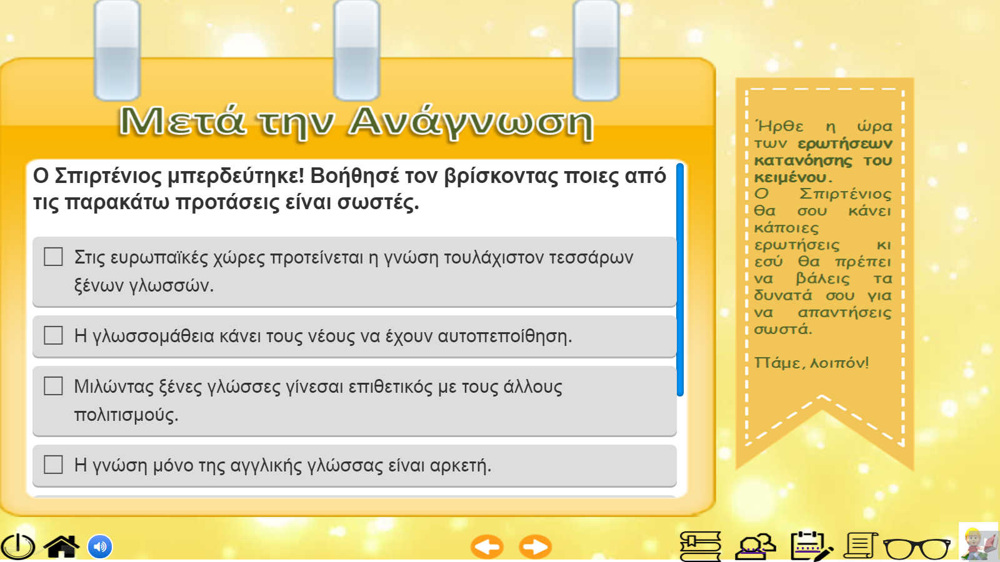 Μετά την Ανάγνωση
Ο Σπιρτένιος μπερδεύτηκε! Βοήθησέ τον βρίσκοντας ποιες από
τις παρακάτω προτάσεις είναι σωστές.
Στις ευρωπαϊκές χώρες προτείνεται η γνώση τουλάχιστον τεσσάρων
ξένων γλωσσών.
Η γλωσσομάθεια κάνει τους νέους να έχουν αυτοπεποίθηση.
Μιλώντας ξένες γλώσσες γίνεσαι επιθετικός με τους άλλους
πολιτισμούς.
Η γνώση μόνο της αγγλικής γλώσσας είναι αρκετή.
Ήρθε η ώρα
των ερωτήσεων
κατανόησης του
κειμένου.
Ο Σπιρτένιος
θα σου κάνει
κάποιες
ερωτήσεις κι
εσύ θα πρέπει
να βάλεις τα
δυνατά σου για
να απαντήσεις
σωστά.
Πάμε, λοιπόν!